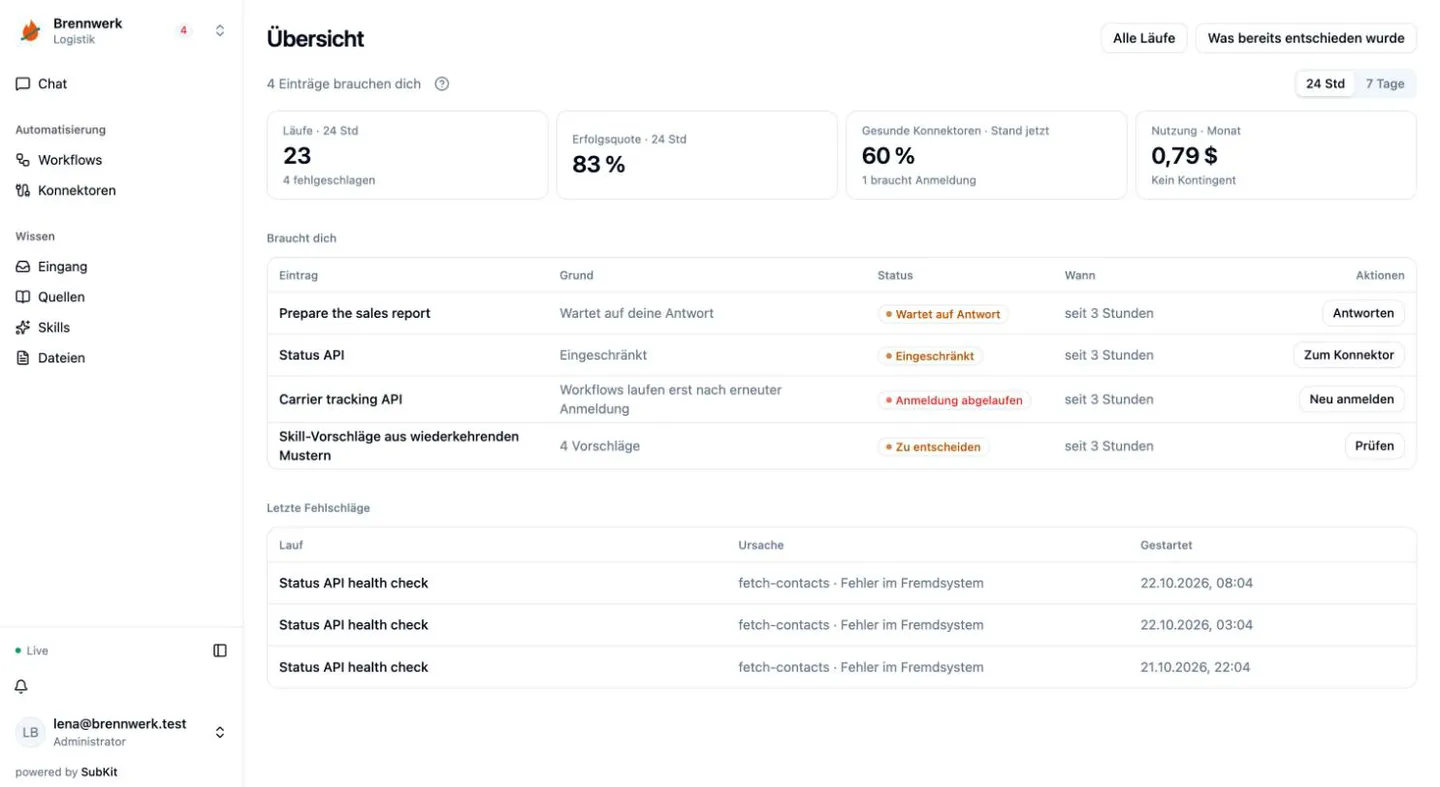 Brennwerk
Logistik
4
Chat
Automatisierung
Workflows
Konnektoren
Wissen
Eingang
Quellen
Skills
Dateien
Live
LB
lena@brennwerk.test
Administrator
powered by SubKit
Übersicht
Alle Läufe
Was bereits entschieden wurde
4 Einträge brauchen dich ?
24 Std
7 Tage
Läufe · 24 Std
23
4 fehlgeschlagen
Erfolgsquote · 24 Std
83 %
Gesunde Konnektoren · Stand jetzt
60 %
1 braucht Anmeldung
Nutzung · Monat
0,79 $
Kein Kontingent
Braucht dich
Eintrag Grund Status Wann Aktionen
Prepare the sales report Wartet auf deine Antwort Wartet auf Antwort seit 3 Stunden Antworten
Status API Eingeschränkt Eingeschränkt seit 3 Stunden Zum Konnektor
Carrier tracking API
Workflows laufen erst nach erneuter
Anmeldung
Anmeldung abgelaufen seit 3 Stunden Neu anmelden
Skill-Vorschläge aus wiederkehrenden
Mustern
4 Vorschläge Zu entscheiden seit 3 Stunden Prüfen
Letzte Fehlschläge
Lauf Ursache Gestartet
Status API health check fetch-contacts · Fehler im Fremdsystem 22.10.2026, 08:04
Status API health check fetch-contacts · Fehler im Fremdsystem 22.10.2026, 03:04
Status API health check fetch-contacts · Fehler im Fremdsystem 21.10.2026, 22:04